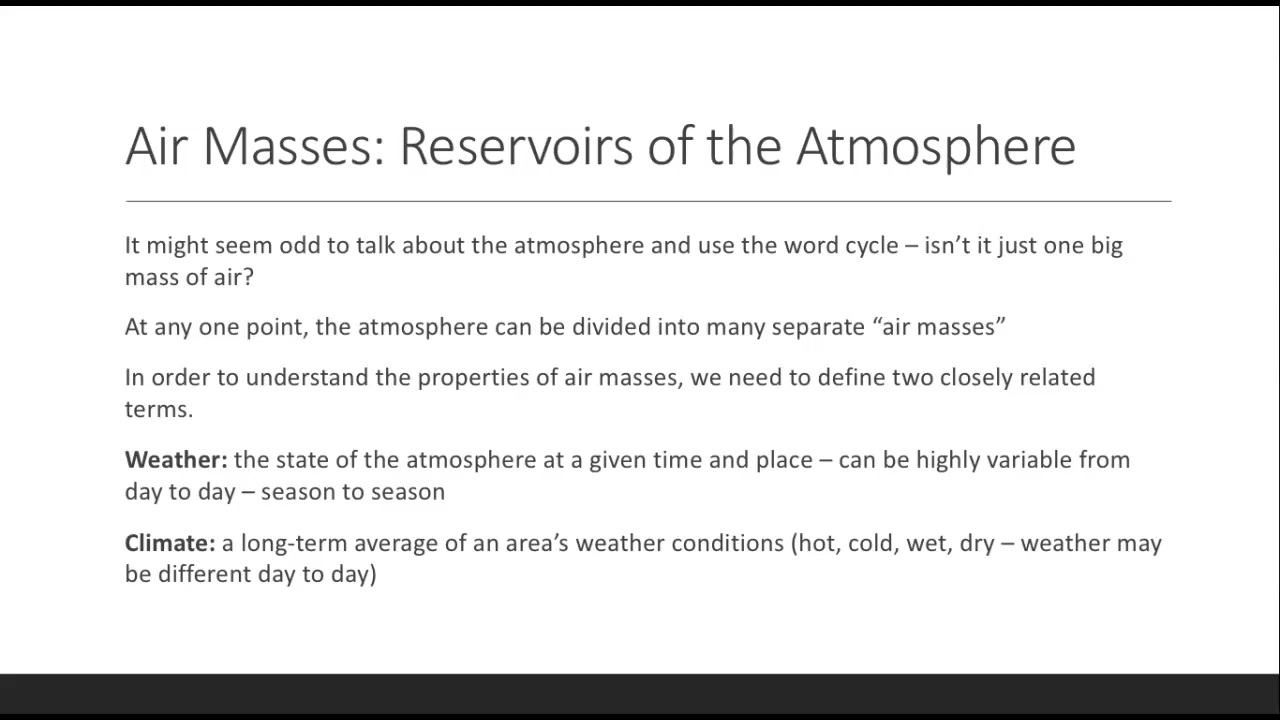 Air Masses: Reservoirs of the Atmosphere
It might seem odd to talk about the atmosphere and use the word cycle – isn’t it just one big
mass of air?
At any one point, the atmosphere can be divided into many separate “air masses”
In order to understand the properties of air masses, we need to define two closely related
terms.
Weather: the state of the atmosphere at a given time and place – can be highly variable from
day to day – season to season
Climate: a long-term average of an area’s weather conditions (hot, cold, wet, dry – weather may
be different day to day)